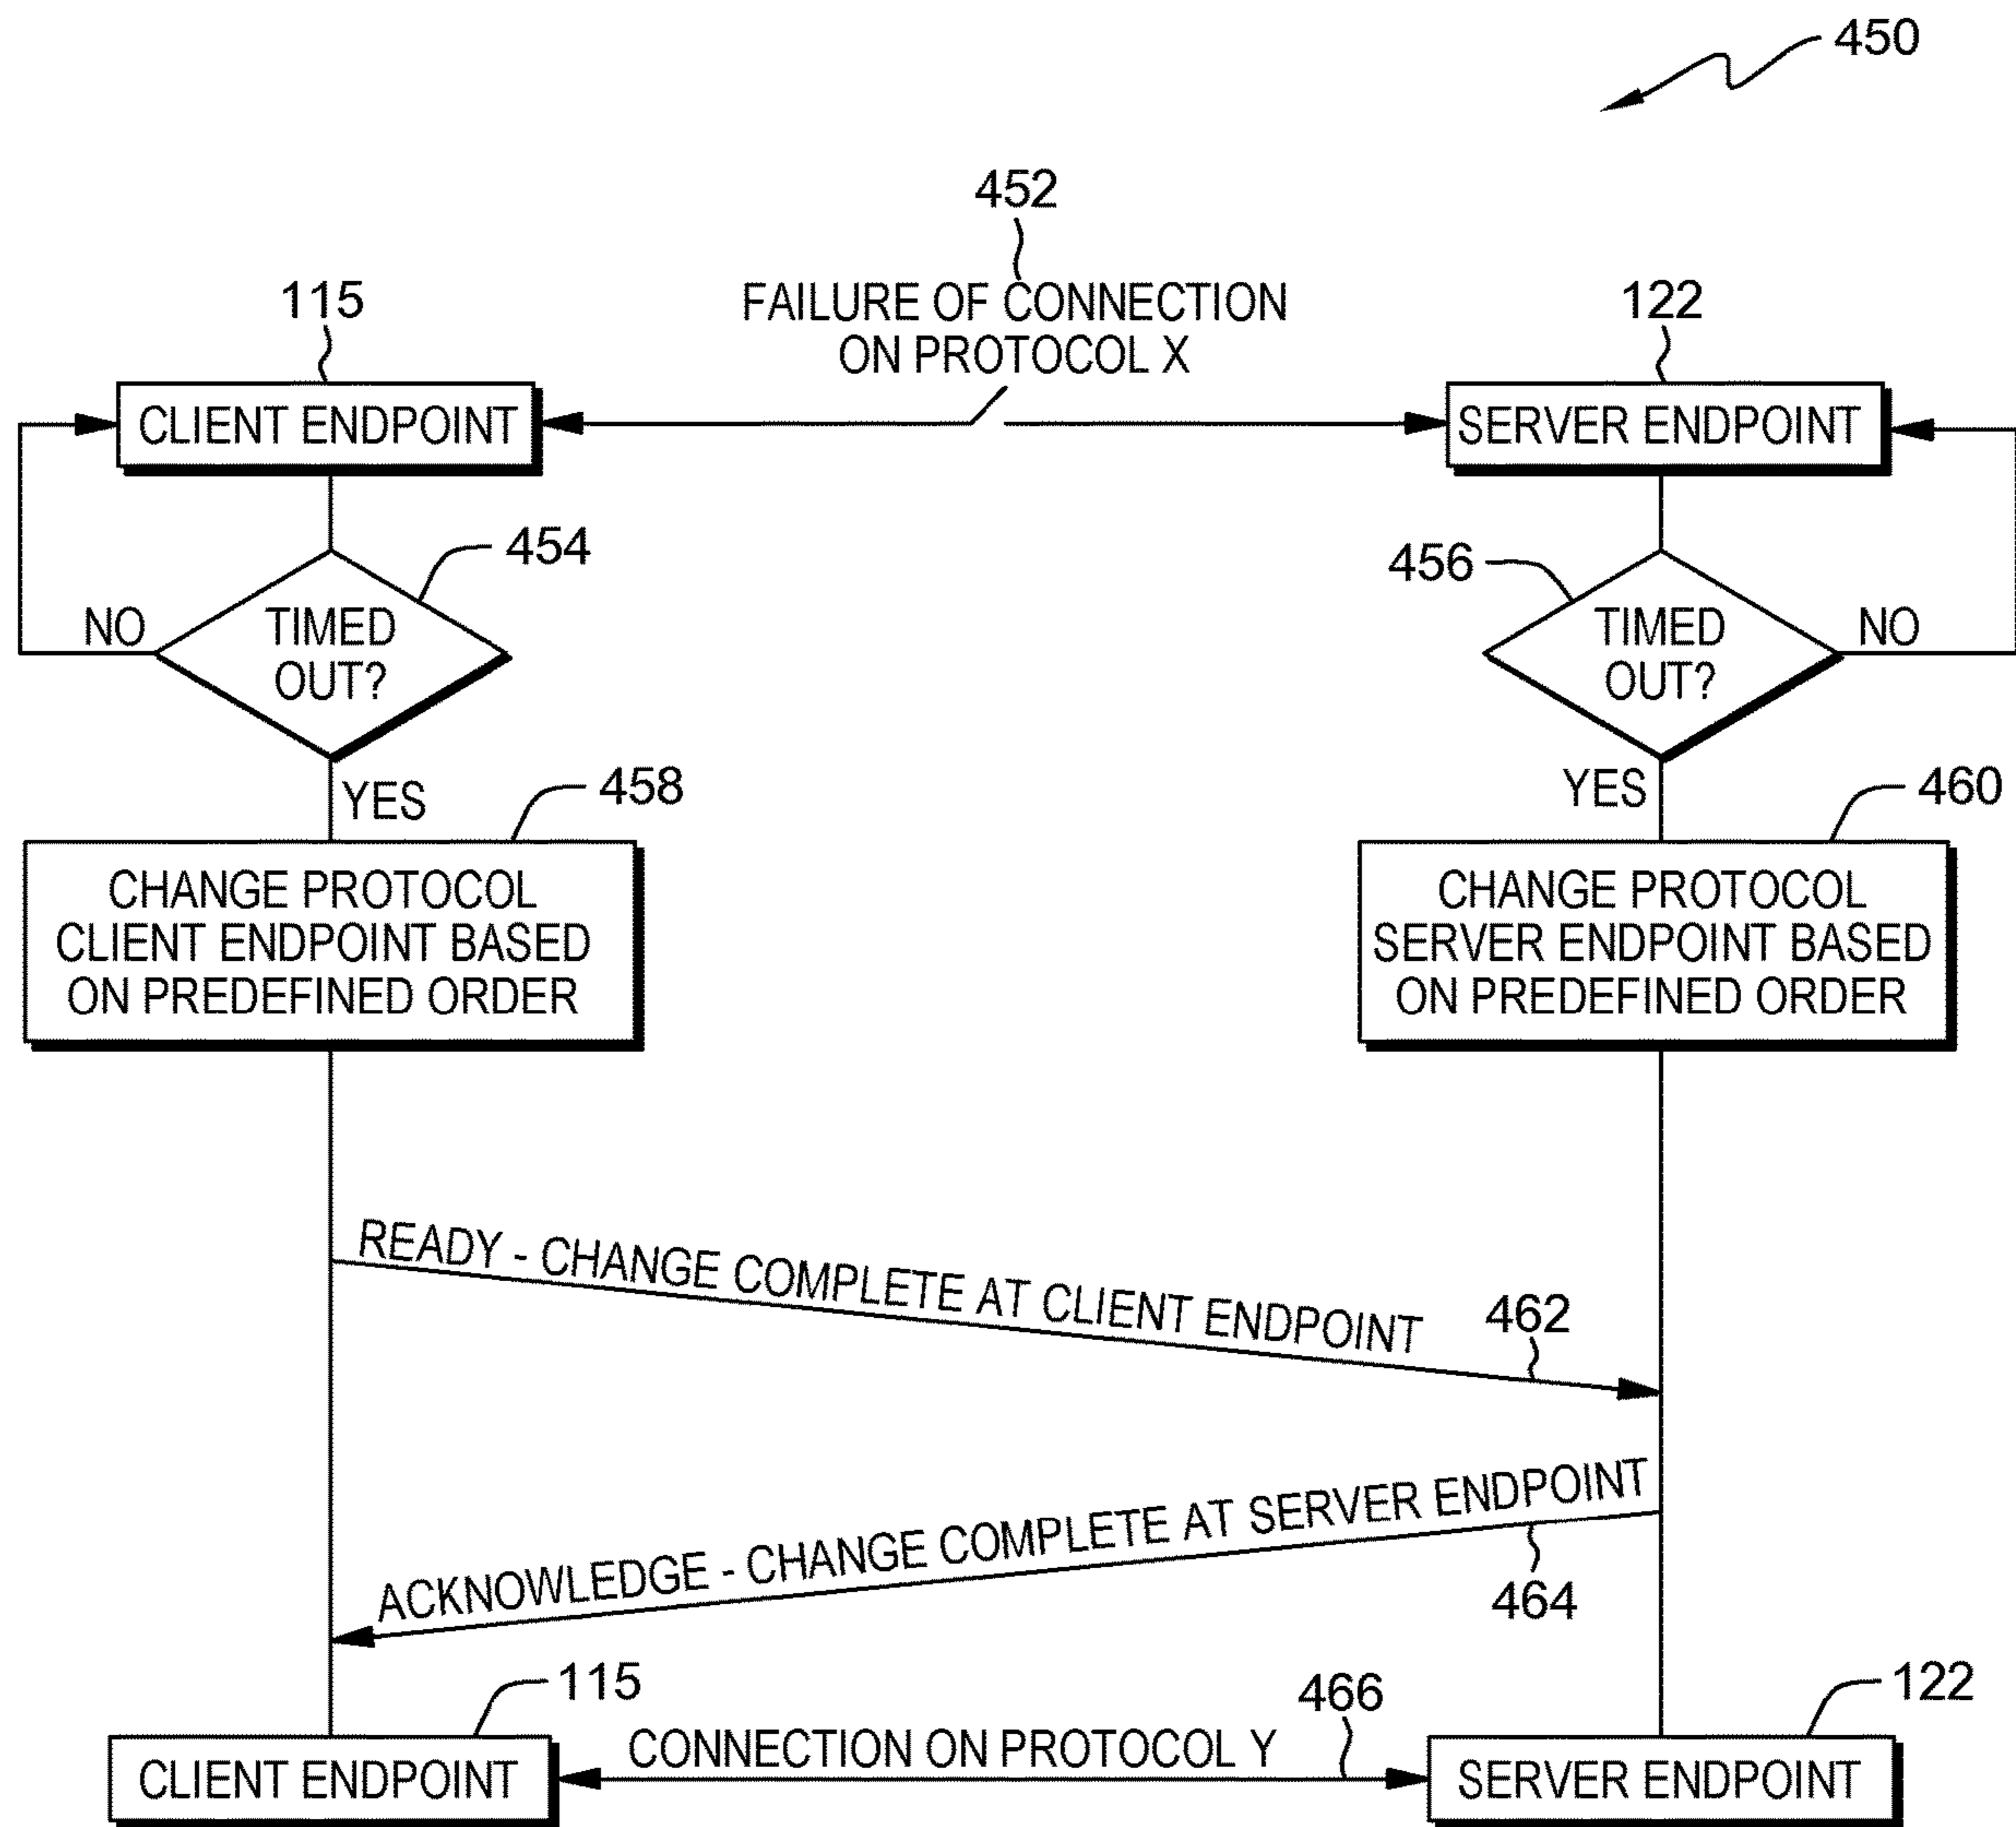 450
452
FAILURE OF CONNECTION
ON PROTOCOL X
115
122
CLIENT ENDPOINT
SERVER ENDPOINT
454
456
NO
TIMED
OUT?
TIMED
OUT?
NO
YES
458
YES
460
CHANGE PROTOCOL
CLIENT ENDPOINT BASED
ON PREDEFINED ORDER
CHANGE PROTOCOL
SERVER ENDPOINT BASED
ON PREDEFINED ORDER
READY - CHANGE COMPLETE AT CLIENT ENDPOINT
462
ACKNOWLEDGE - CHANGE COMPLETE AT SERVER ENDPOINT
464
115
466
122
CLIENT ENDPOINT
CONNECTION ON PROTOCOL Y
SERVER ENDPOINT